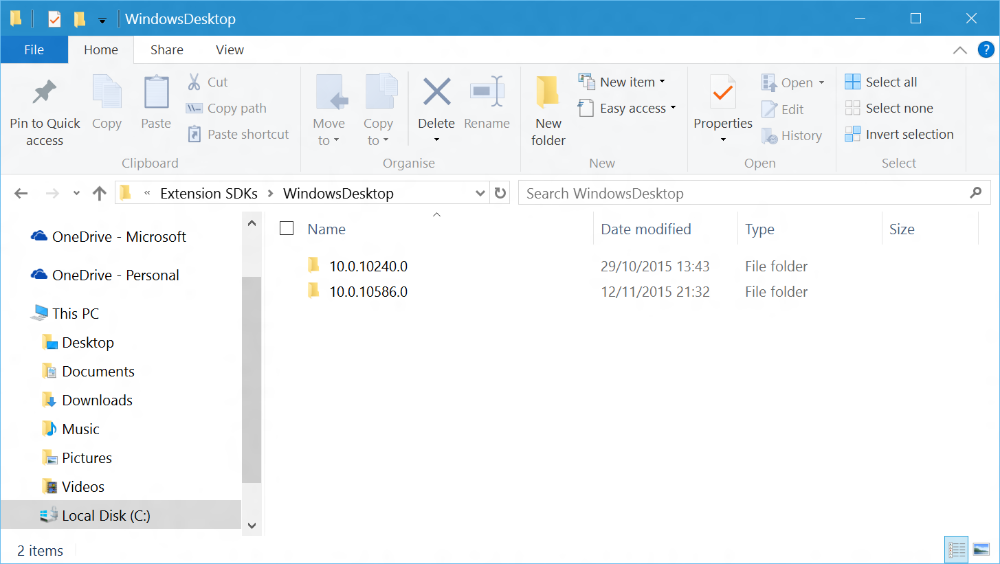 WindowsDesktop
File Home Share View ?
Pin to Quick access
Copy
Paste
Cut
\\... Copy path
Paste shortcut
Clipboard
Move to
Copy to
Delete
Rename
Organise
New folder
New item
Easy access
New
Properties
Open
Edit
History
Open
Select all
Select none
Invert selection
Select
« Extension SDKs > WindowsDesktop
Search WindowsDesktop
OneDrive - Microsoft
OneDrive - Personal
This PC
Desktop
Documents
Downloads
Music
Pictures
Videos
Local Disk (C:)
Name Date modified Type Size
10.0.10240.0 29/10/2015 13:43 File folder
10.0.10586.0 12/11/2015 21:32 File folder
2 items